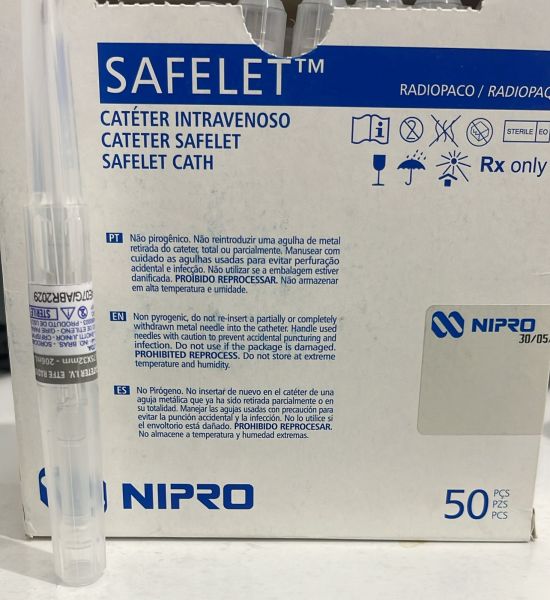 SAFELET™
RADIOPACO / RADIOPAC
CATÉTER INTRAVENOSO
CATETER SAFELET
SAFELET CATH
STERILE EO
Rx only
PT Não pirogênico. Não reintroduzir uma agulha de metal
retirada do cateter, total ou parcialmente. Manusear com
cuidado as agulhas usadas para evitar perfuração
acidental e infecção. Não utilizar se a embalagem estiver
danificada. PROIBIDO REPROCESSAR. Não armazenar
em alta temperatura e umidade.
EN Non pyrogenic, do not re-insert a partially or completely
withdrawn metal needle into the catheter. Handle used
needles with caution to prevent accidental puncturing and
infection. Do not use if the package is damaged.
PROHIBITED REPROCESS. Do not store at extreme
temperature and humidity.
ES No Pirógeno. No insertar de nuevo en el catéter de una
aguja metálica que ya ha sido retirada parcialmente o en
su totalidad. Manejar las agujas usadas con precaución para
evitar la punción accidental y la infección. No lo utilice si
el envoltorio está dañado. PROHIBIDO REPROCESAR.
No almacene a temperatura y humedad extremas.
NIPRO
30/05
NIPRO
50 PÇS
PZS
PCS
E07G/ABR2029
STERILE